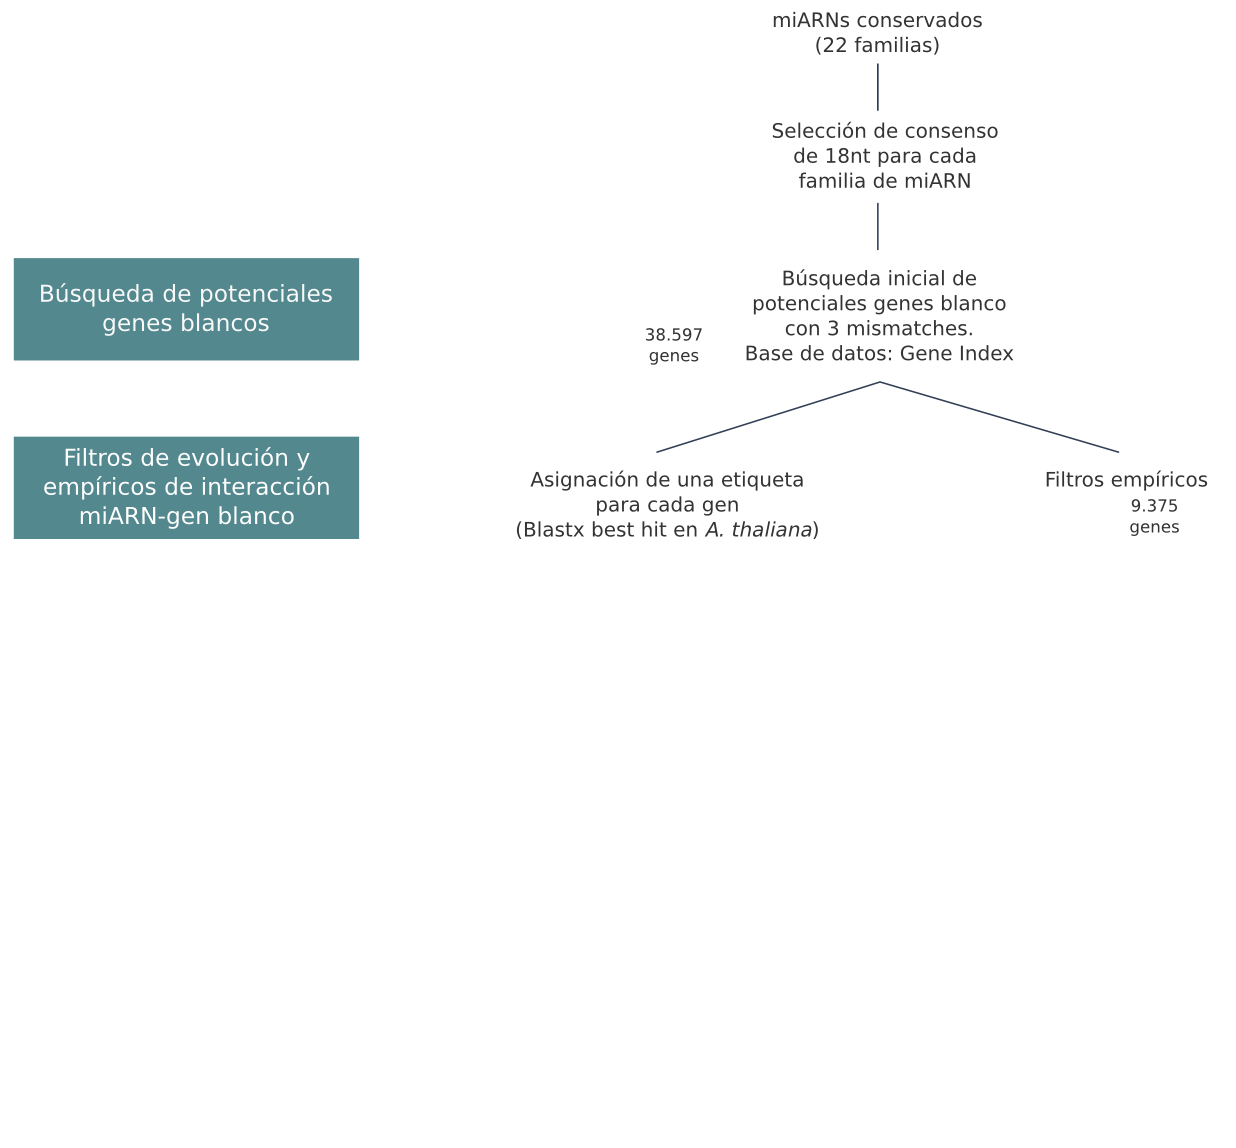 miARNs conservados
(22 familias)
Selección de consenso
de 18nt para cada
familia de miARN
Búsqueda de potenciales
genes blancos
Búsqueda inicial de
potenciales genes blanco
con 3 mismatches.
Base de datos: Gene Index
38.597
genes
Filtros de evolución y
empíricos de interacción
miARN-gen blanco
Asignación de una etiqueta
para cada gen
(Blastx best hit en A. thaliana)
Filtros empíricos
9.375
genes